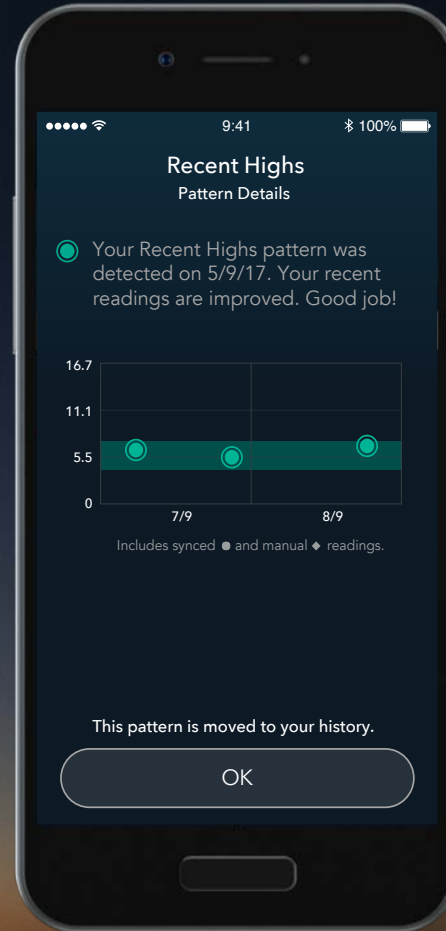 9:41
100%
Recent Highs
Pattern Details
Your Recent Highs pattern was
detected on 5/9/17. Your recent
readings are improved. Good job!
16.7
11.1
5.5
0
7/9
8/9
Includes synced ● and manual ◆ readings.
This pattern is moved to your history.
OK